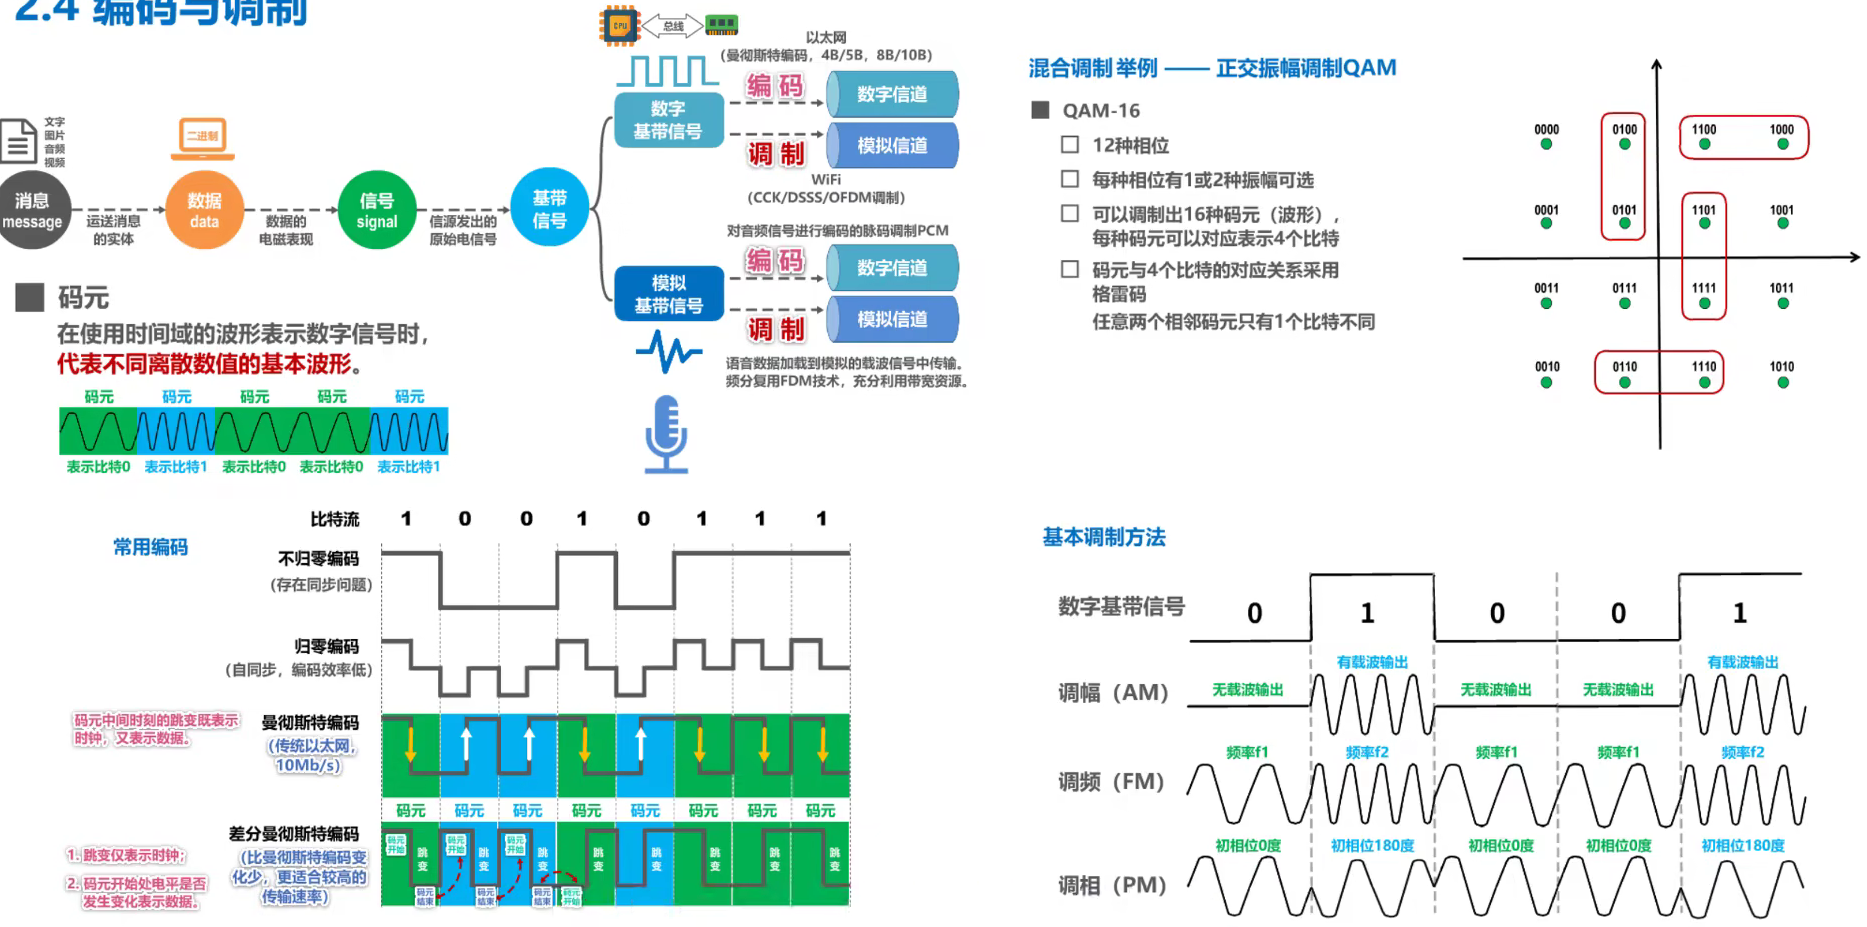 2.4 编码与调制
文字
图片
音频
视频
消息
message
运送消息
的实体
二进制
数据
data
数据的
电磁表现
信号
signal
信源发出的
原始电信号
基带
信号
CPU
总线
以太网
(曼彻斯特编码，4B/5B，8B/10B)
数字
基带信号
编码
数字信道
调制
模拟信道
WiFi
(CCK/DSSS/OFDM调制)
对音频信号进行编码的脉码调制PCM
模拟
基带信号
编码
数字信道
调制
模拟信道
语音数据加载到模拟的载波信号中传输。
频分复用FDM技术，充分利用带宽资源。
码元
在使用时间域的波形表示数字信号时，
代表不同离散数值的基本波形。
码元 码元 码元 码元 码元
表示比特0 表示比特1 表示比特0 表示比特0 表示比特1
混合调制 举例 —— 正交振幅调制QAM
QAM-16
12种相位
每种相位有1或2种振幅可选
可以调制出16种码元（波形），
每种码元可以对应表示4个比特
码元与4个比特的对应关系采用
格雷码
任意两个相邻码元只有1个比特不同
0000 0100 1100 1000
0001 0101 1101 1001
0011 0111 1111 1011
0010 0110 1110 1010
常用编码
比特流 1 0 0 1 0 1 1 1
不归零编码
（存在同步问题）
归零编码
（自同步，编码效率低）
码元中间时刻的跳变既表示
时钟，又表示数据。
曼彻斯特编码
（传统以太网，
10Mb/s）
码元 码元 码元 码元 码元 码元 码元 码元
差分曼彻斯特编码
（比曼彻斯特编码变
化少，更适合较高的
传输速率）
1. 跳变仅表示时钟；
2. 码元开始处电平是否
发生变化表示数据。
码元开始 码元开始 码元开始
跳变 跳变 跳变 跳变 跳变 跳变 跳变 跳变
码元结束 码元结束 码元结束 码元开始
基本调制方法
数字基带信号 0 1 0 0 1
有载波输出 有载波输出
调幅（AM） 无载波输出 无载波输出 无载波输出
频率f1 频率f2 频率f1 频率f1 频率f2
调频（FM）
初相位0度 初相位180度 初相位0度 初相位0度 初相位180度
调相（PM）